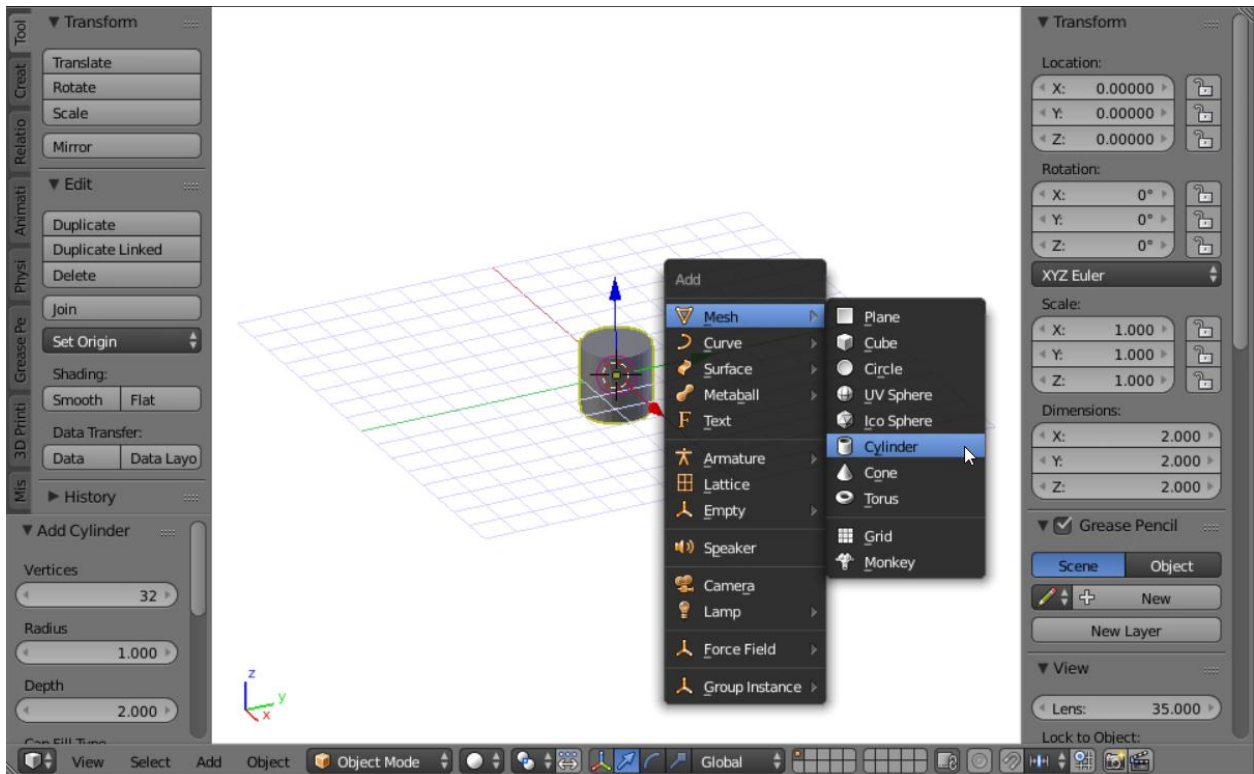 Tool
Creat
Relatio
Animati
Physi
Grease Pe
3D Printi
Mis
Transform
Translate
Rotate
Scale
Mirror
Edit
Duplicate
Duplicate Linked
Delete
Join
Set Origin
Shading:
Smooth Flat
Data Transfer:
Data Data Layo
History
Add Cylinder
Vertices
32
Radius
1.000
Depth
2.000
z
y
x
Add
Mesh
Curve
Surface
Metaball
Text
Armature
Lattice
Empty
Speaker
Camera
Lamp
Force Field
Group Instance
Plane
Cube
Circle
UV Sphere
Ico Sphere
Cylinder
Cone
Torus
Grid
Monkey
Transform
Location:
X: 0.00000
Y: 0.00000
Z: 0.00000
Rotation:
X: 0°
Y: 0°
Z: 0°
XYZ Euler
Scale:
X: 1.000
Y: 1.000
Z: 1.000
Dimensions:
X: 2.000
Y: 2.000
Z: 2.000
Grease Pencil
Scene Object
New
New Layer
View
Lens: 35.000
Lock to Object:
View Select Add Object Object Mode Global